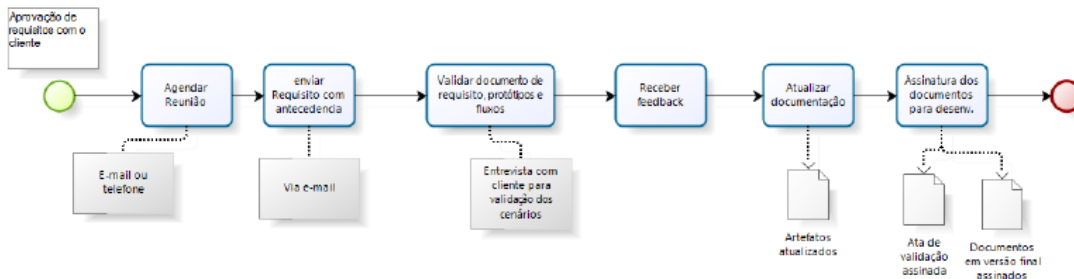 Aprovação de
requisitos com o
cliente
Agendar
Reunião
enviar
Requisito com
antecedencia
Validar documento de
requisito, protótipos e
fluxos
Receber
feedback
Atualizar
documentação
Assinatura dos
documentos
para desenv.
E-mail ou
telefone
Via e-mail
Entrevista com
cliente para
validação dos
cenários
Artefatos
atualizados
Ata de
validação
assinada
Documentos
em versão final
assinados